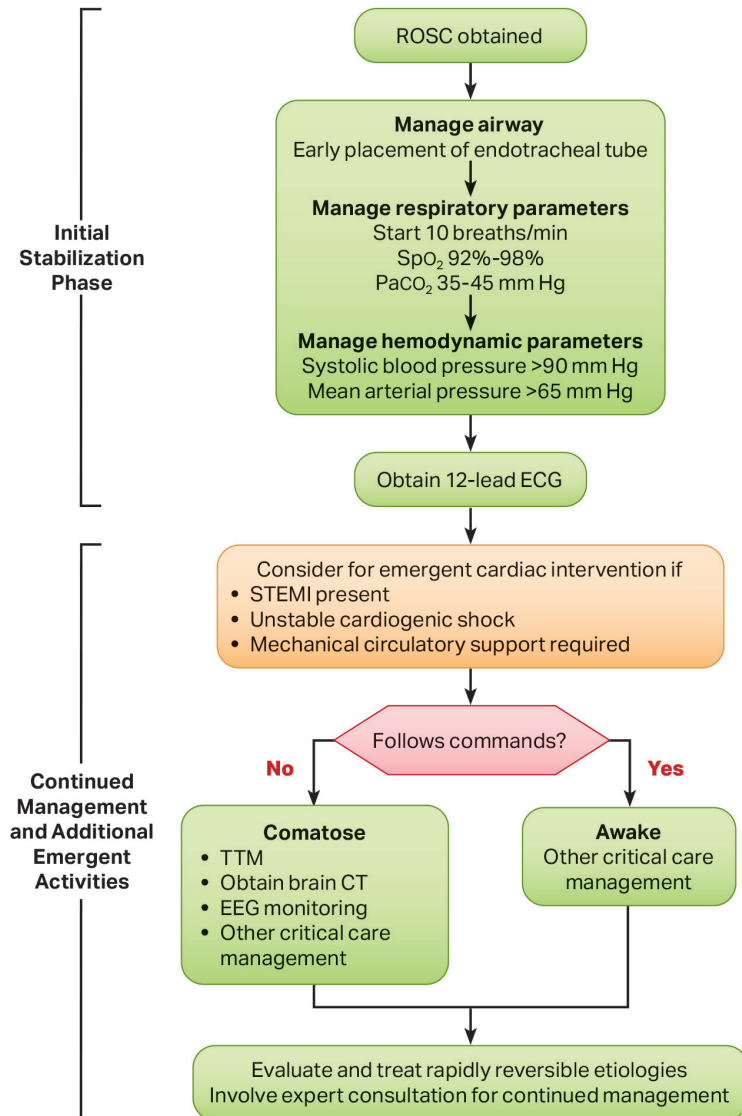 ROSC obtained
Manage airway
Early placement of endotracheal tube
Manage respiratory parameters
Start 10 breaths/min
SpO₂ 92%-98%
PaCO₂ 35-45 mm Hg
Manage hemodynamic parameters
Systolic blood pressure >90 mm Hg
Mean arterial pressure >65 mm Hg
Initial
Stabilization
Phase
Obtain 12-lead ECG
Consider for emergent cardiac intervention if
• STEMI present
• Unstable cardiogenic shock
• Mechanical circulatory support required
Follows commands?
No
Yes
Continued
Management
and Additional
Emergent
Activities
Comatose
• TTM
• Obtain brain CT
• EEG monitoring
• Other critical care
management
Awake
Other critical care
management
Evaluate and treat rapidly reversible etiologies
Involve expert consultation for continued management